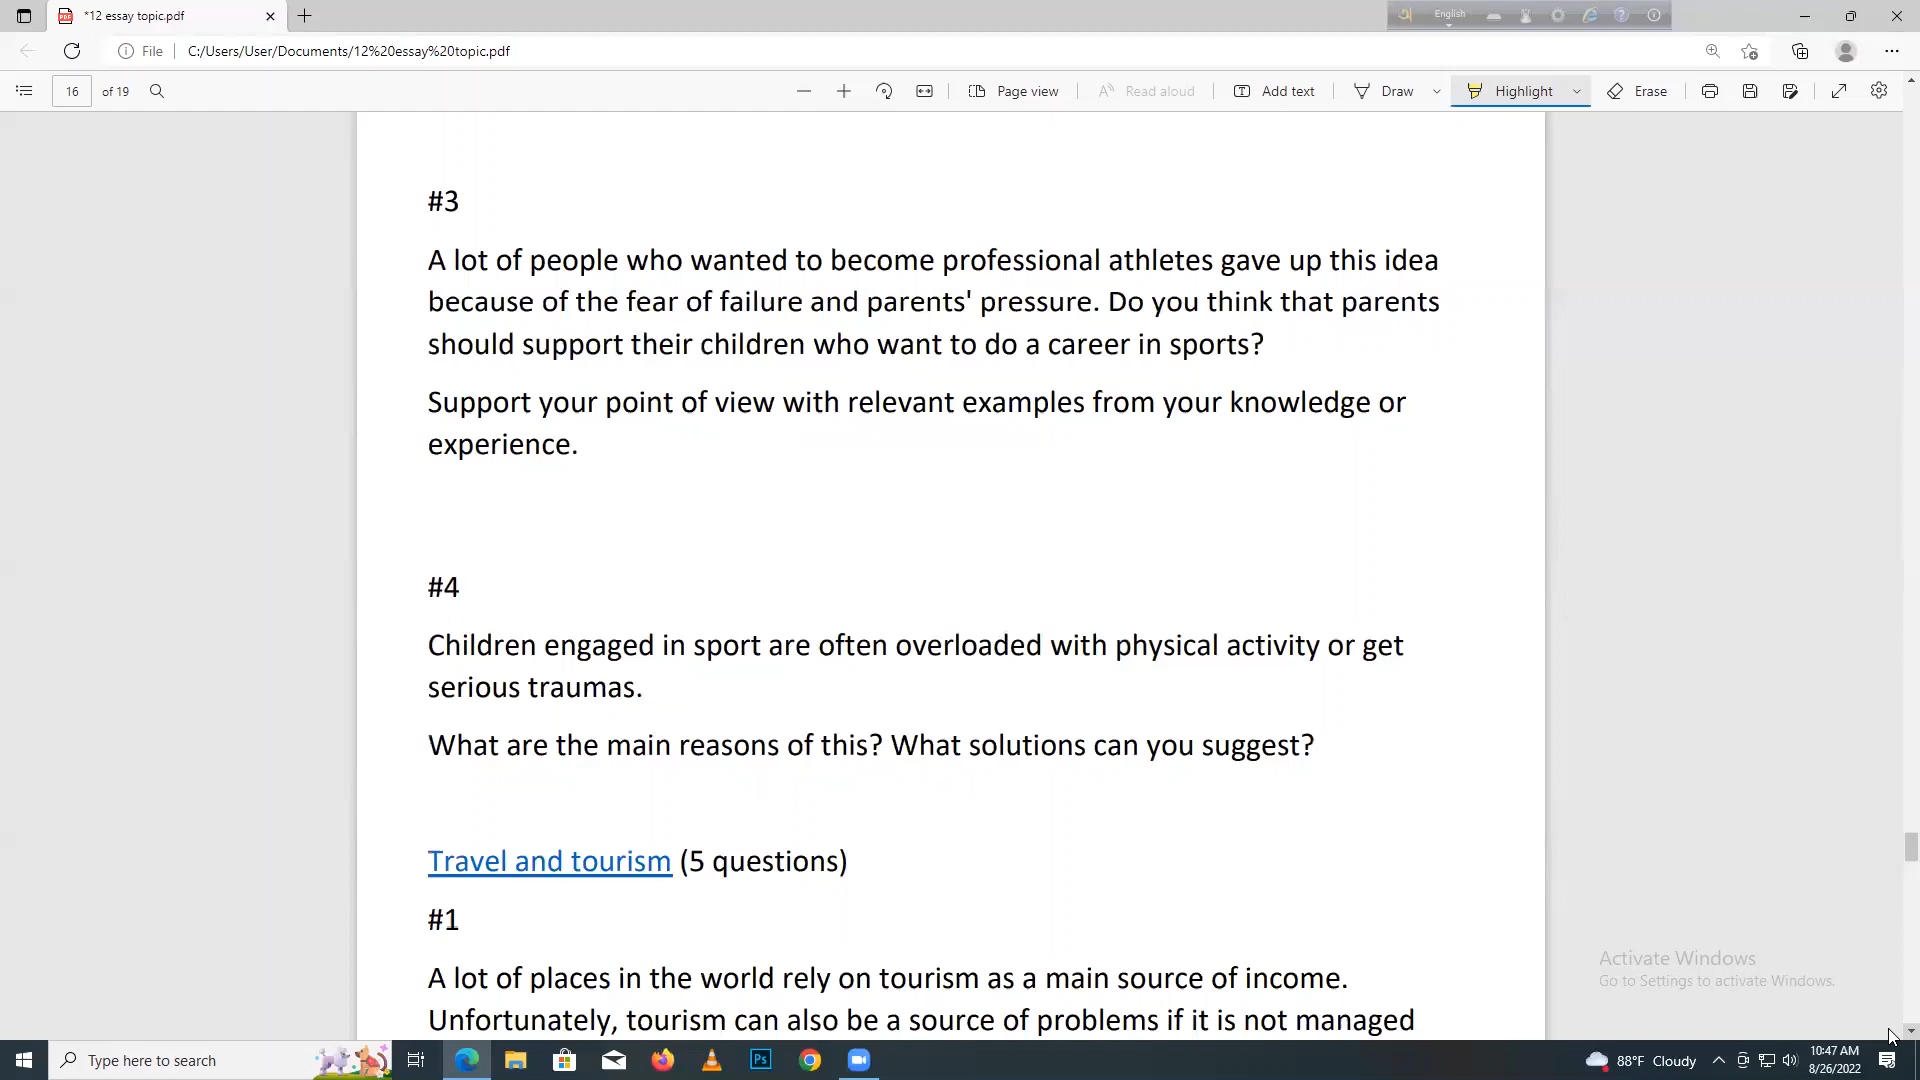 *12 essay topic.pdf
English
File
C:/Users/User/Documents/12%20essay%20topic.pdf
16 of 19
Page view
Read aloud
Add text
Draw
Highlight
Erase
#3
A lot of people who wanted to become professional athletes gave up this idea
because of the fear of failure and parents' pressure. Do you think that parents
should support their children who want to do a career in sports?
Support your point of view with relevant examples from your knowledge or
experience.
#4
Children engaged in sport are often overloaded with physical activity or get
serious traumas.
What are the main reasons of this? What solutions can you suggest?
Travel and tourism (5 questions)
#1
A lot of places in the world rely on tourism as a main source of income.
Unfortunately, tourism can also be a source of problems if it is not managed
Activate Windows
Go to Settings to activate Windows.
Type here to search
Ps
88°F Cloudy
10:47 AM
8/26/2022